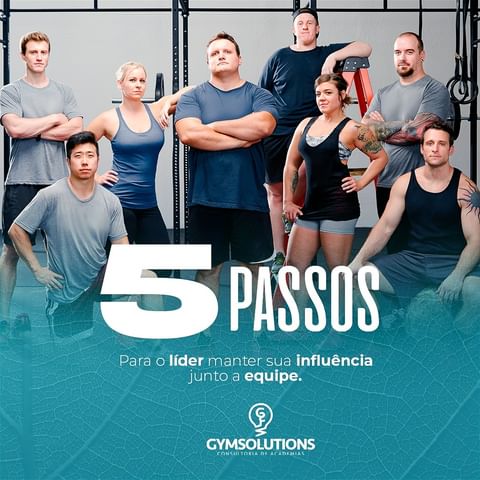 5 PASSOS
Para o líder manter sua influência
junto a equipe.
GYMSOLUTIONS
CONSULTORIA DE ACADEMIAS